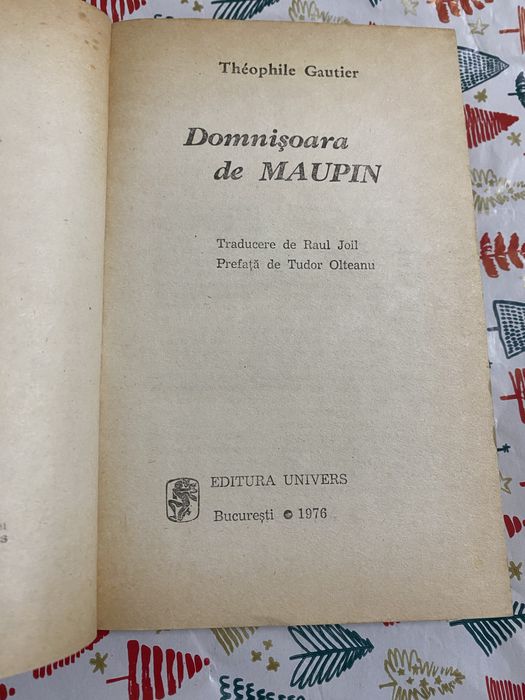 Théophile Gautier
Domnişoara
de MAUPIN
Traducere de Raul Joil
Prefaţă de Tudor Olteanu
EDITURA UNIVERS
Bucureşti 1976